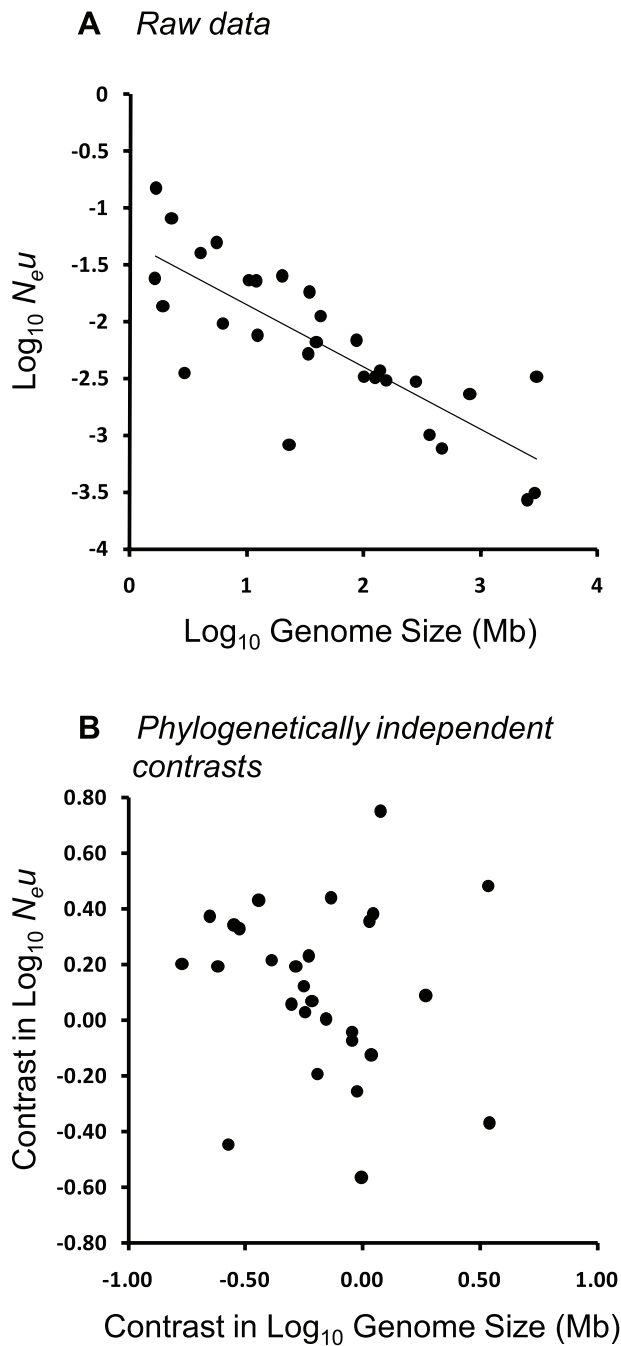 A Raw data
0
-0.5
-1
-1.5
-2
-2.5
-3
-3.5
-4
Log10 Neu
0 1 2 3 4
Log10 Genome Size (Mb)
B Phylogenetically independent
contrasts
0.80
0.60
0.40
0.20
0.00
-0.20
-0.40
-0.60
-0.80
Contrast in Log10 Neu
-1.00 -0.50 0.00 0.50 1.00
Contrast in Log10 Genome Size (Mb)